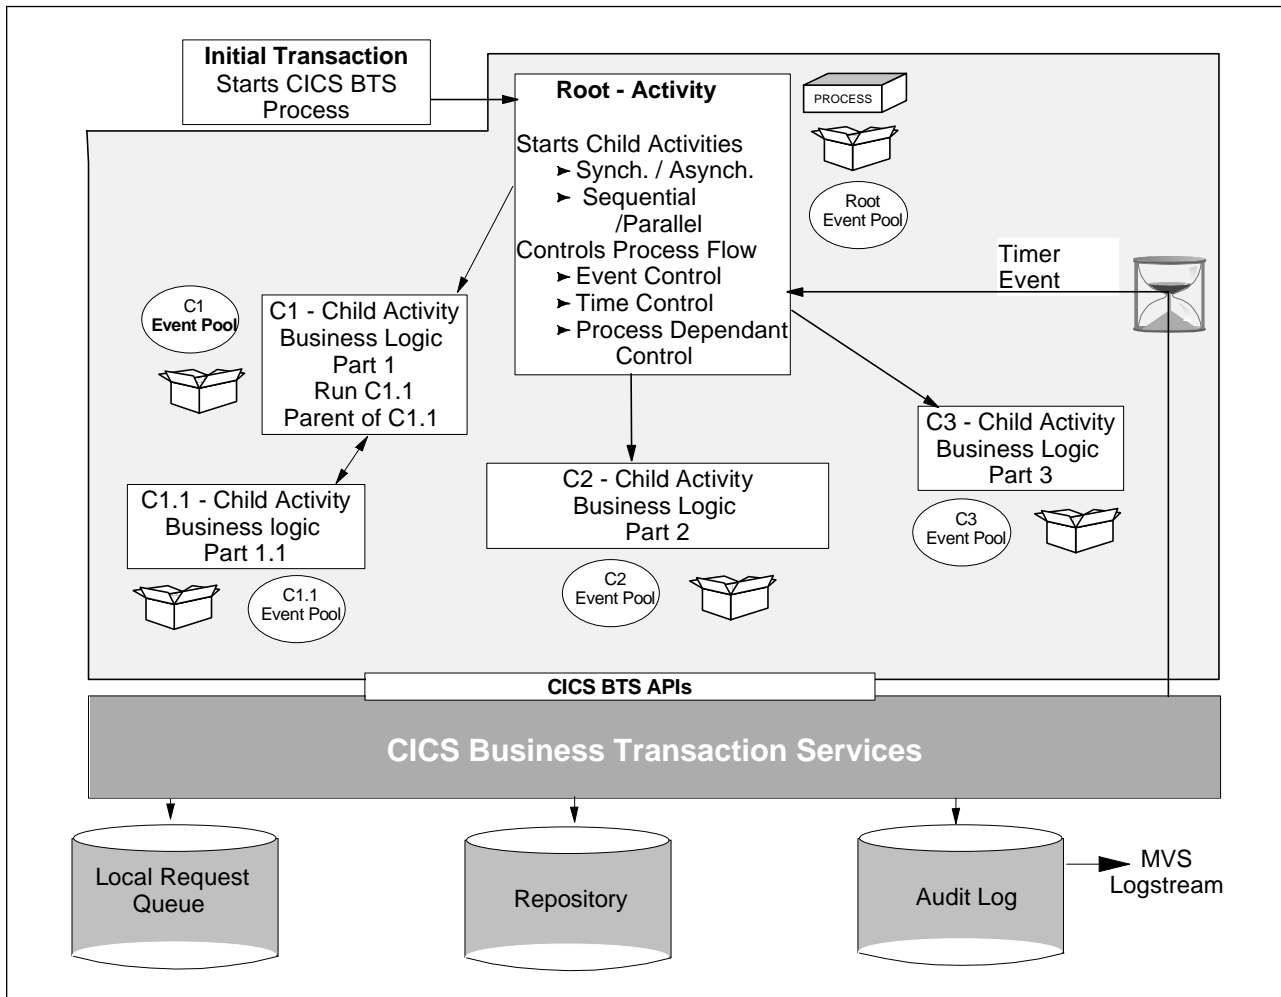 Initial Transaction
Starts CICS BTS
Process
Root - Activity
Starts Child Activities
➤ Synch. / Asynch.
➤ Sequential
/Parallel
Controls Process Flow
➤ Event Control
➤ Time Control
➤ Process Dependant
Control
PROCESS
Root
Event Pool
Timer
Event
C1
Event Pool
C1 - Child Activity
Business Logic
Part 1
Run C1.1
Parent of C1.1
C1.1 - Child Activity
Business logic
Part 1.1
C1.1
Event Pool
C2 - Child Activity
Business Logic
Part 2
C2
Event Pool
C3 - Child Activity
Business Logic
Part 3
C3
Event Pool
CICS BTS APIs
CICS Business Transaction Services
Local Request
Queue
Repository
Audit Log
MVS
Logstream